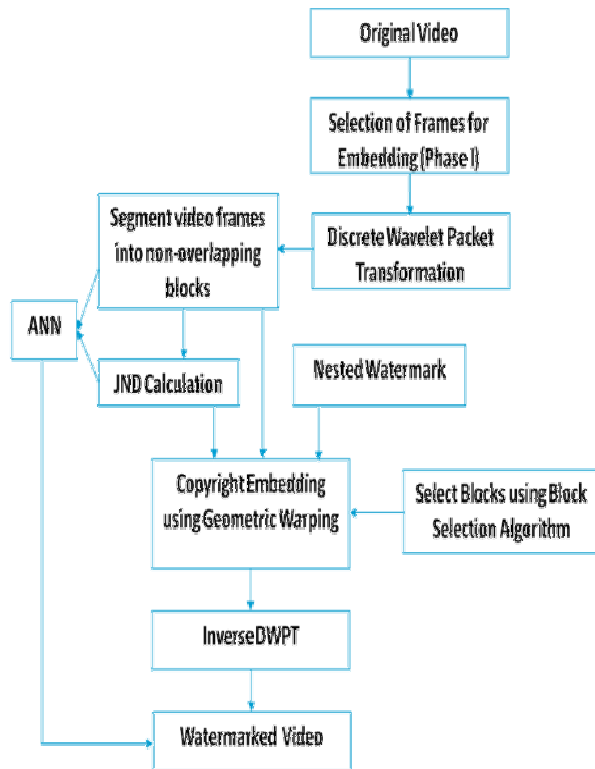 Original Video
Selection of Frames for
Embedding (Phase I)
Segment video frames
into non-overlapping
blocks
Discrete Wavelet Packet
Transformation
ANN
JND Calculation
Nested Watermark
Copyright Embedding
using Geometric Warping
Select Blocks using Block
Selection Algorithm
Inverse DWPT
Watermarked Video